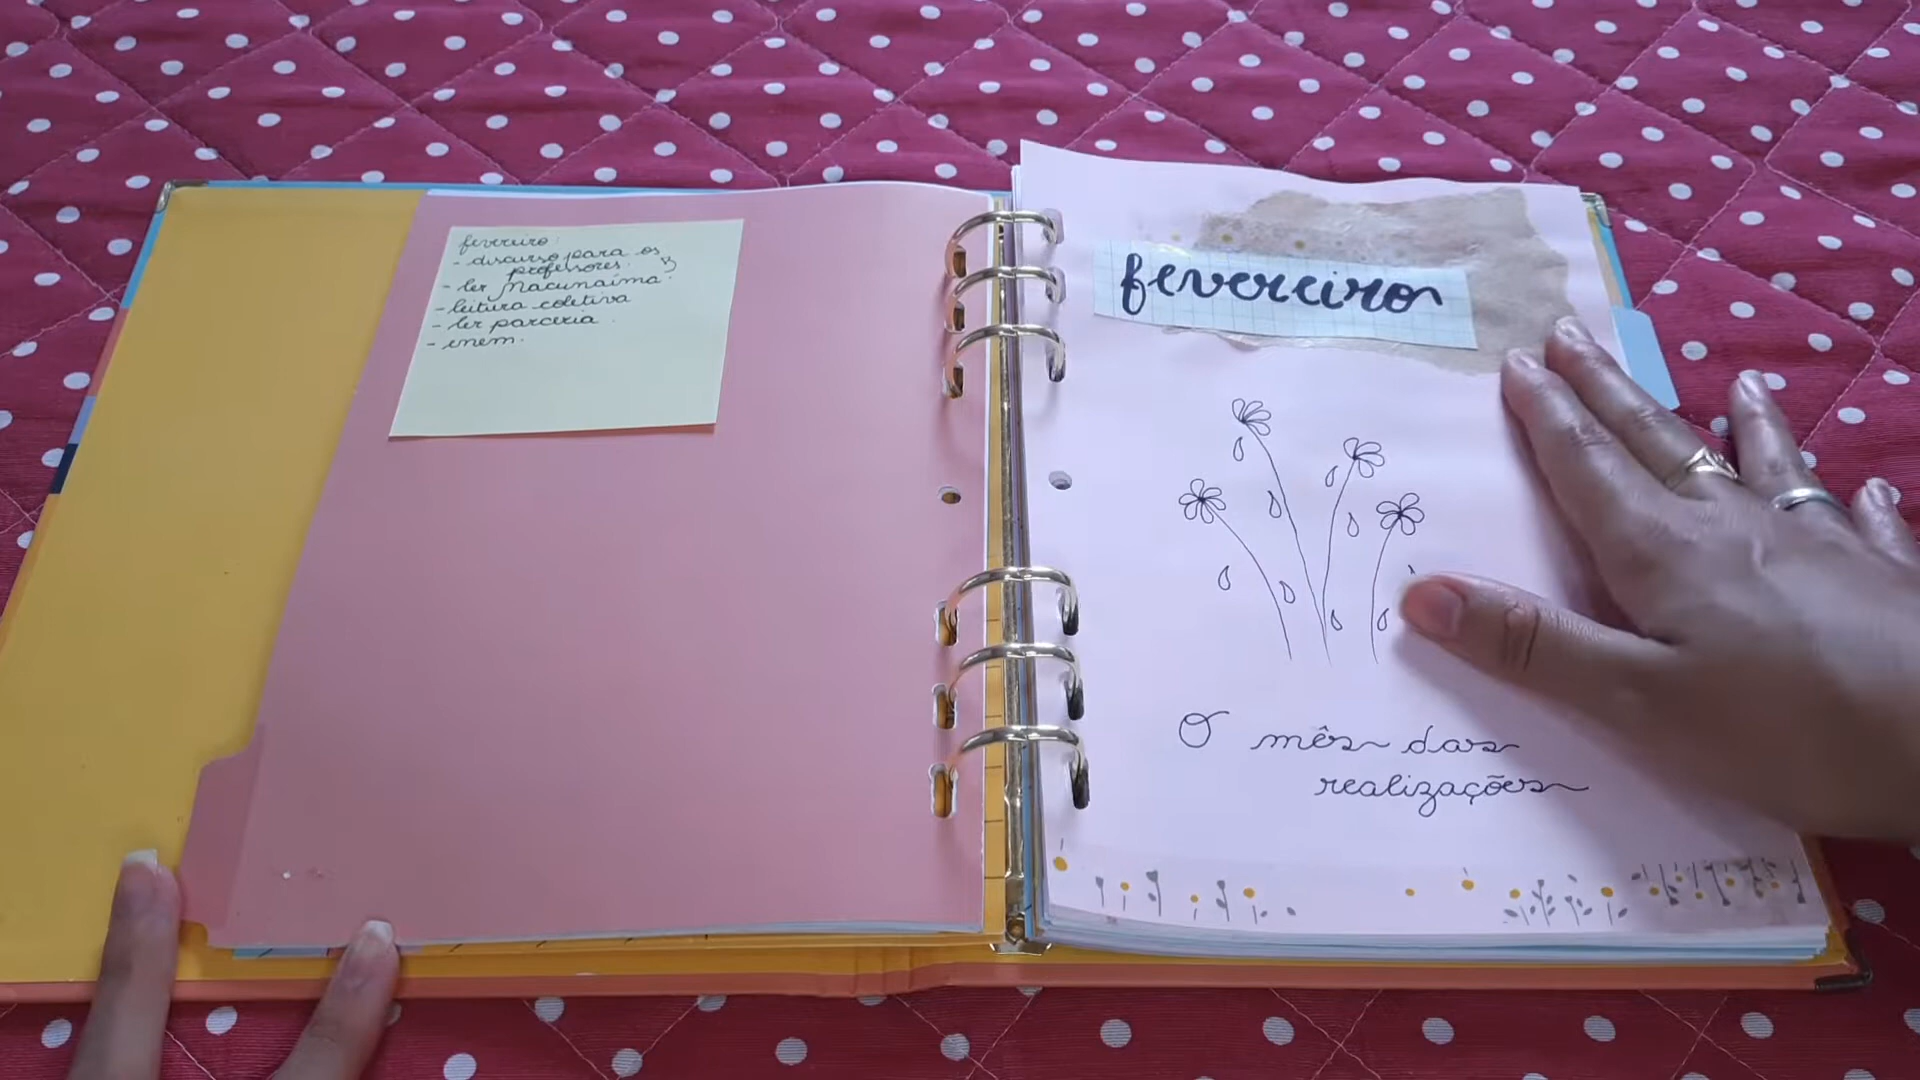 fevereiro:
- discurso para os
professores.
- ler Macunaíma.
- leitura coletiva
- ler parceria.
- enem.
fevereiro
O mês das
realizações